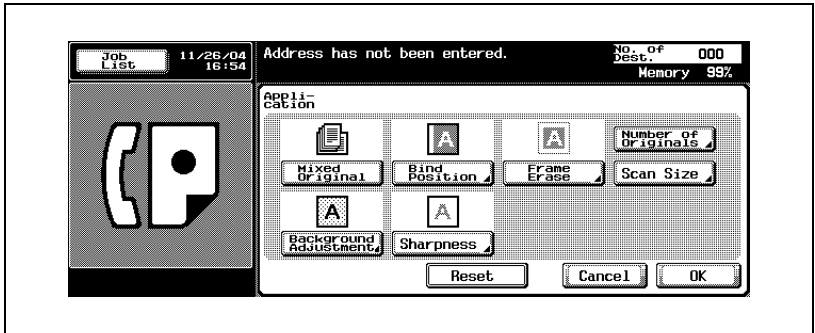 Job
List
11/26/04
16:54
Address has not been entered.
No. of
Dest.
000
Memory 99%
Appli-
cation
A
A
Number of
Originals
Mixed
Original
Bind
Position
Frame
Erase
Scan Size
A
A
Background
Adjustment
Sharpness
Reset
Cancel
OK